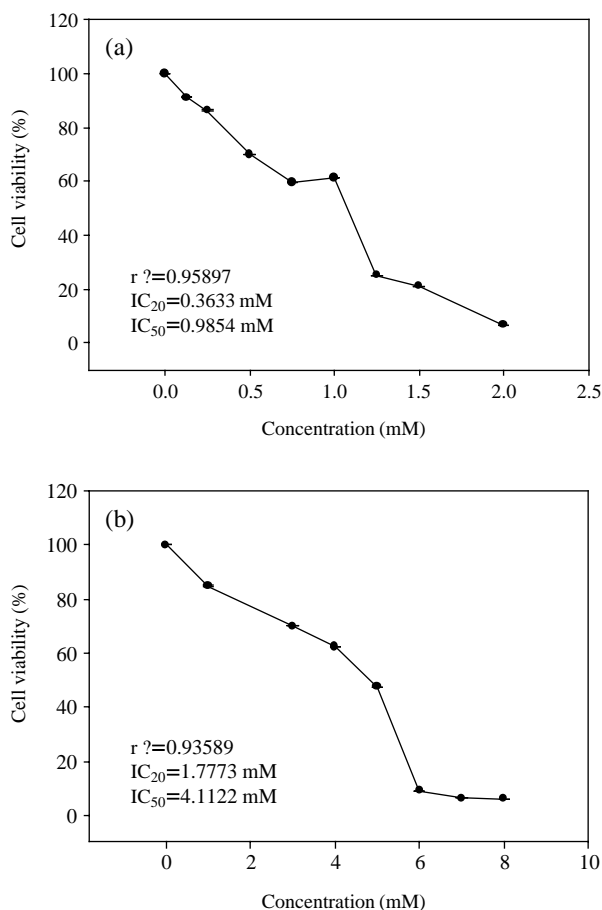 (a)
Cell viability (%)
120
100
80
60
40
20
0
r ?=0.95897
IC20=0.3633 mM
IC50=0.9854 mM
0.0 0.5 1.0 1.5 2.0 2.5
Concentration (mM)
(b)
Cell viability (%)
120
100
80
60
40
20
0
r ?=0.93589
IC20=1.7773 mM
IC50=4.1122 mM
0 2 4 6 8 10
Concentration (mM)